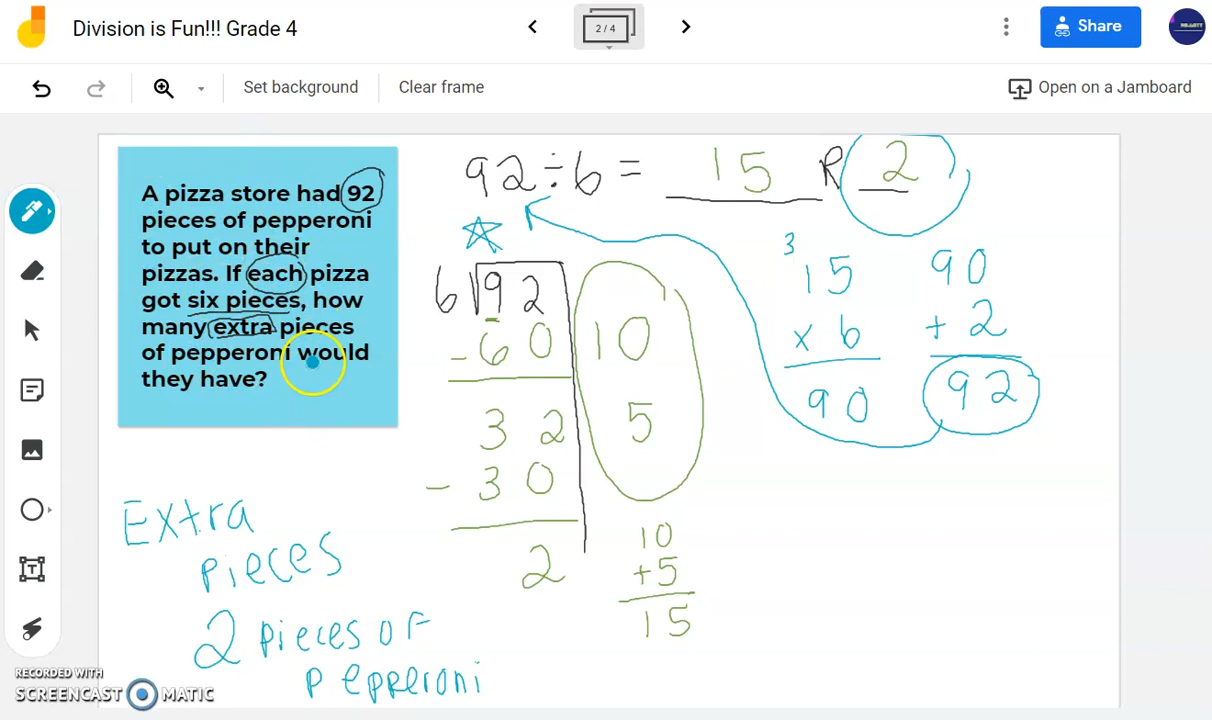 Division is Fun!!! Grade 4
2 / 4
Share
Set background
Clear frame
Open on a Jamboard
A pizza store had 92
pieces of pepperoni
to put on their
pizzas. If each pizza
got six pieces, how
many extra pieces
of pepperoni would
they have?
92 ÷ 6 = 15 R 2
6 92
- 60 10
32 5
- 30
2
10
+5
15
3
15
x 6
90
90
+ 2
92
Extra
pieces
2 pieces of
pepperoni
RECORDED WITH
SCREENCAST MATIC